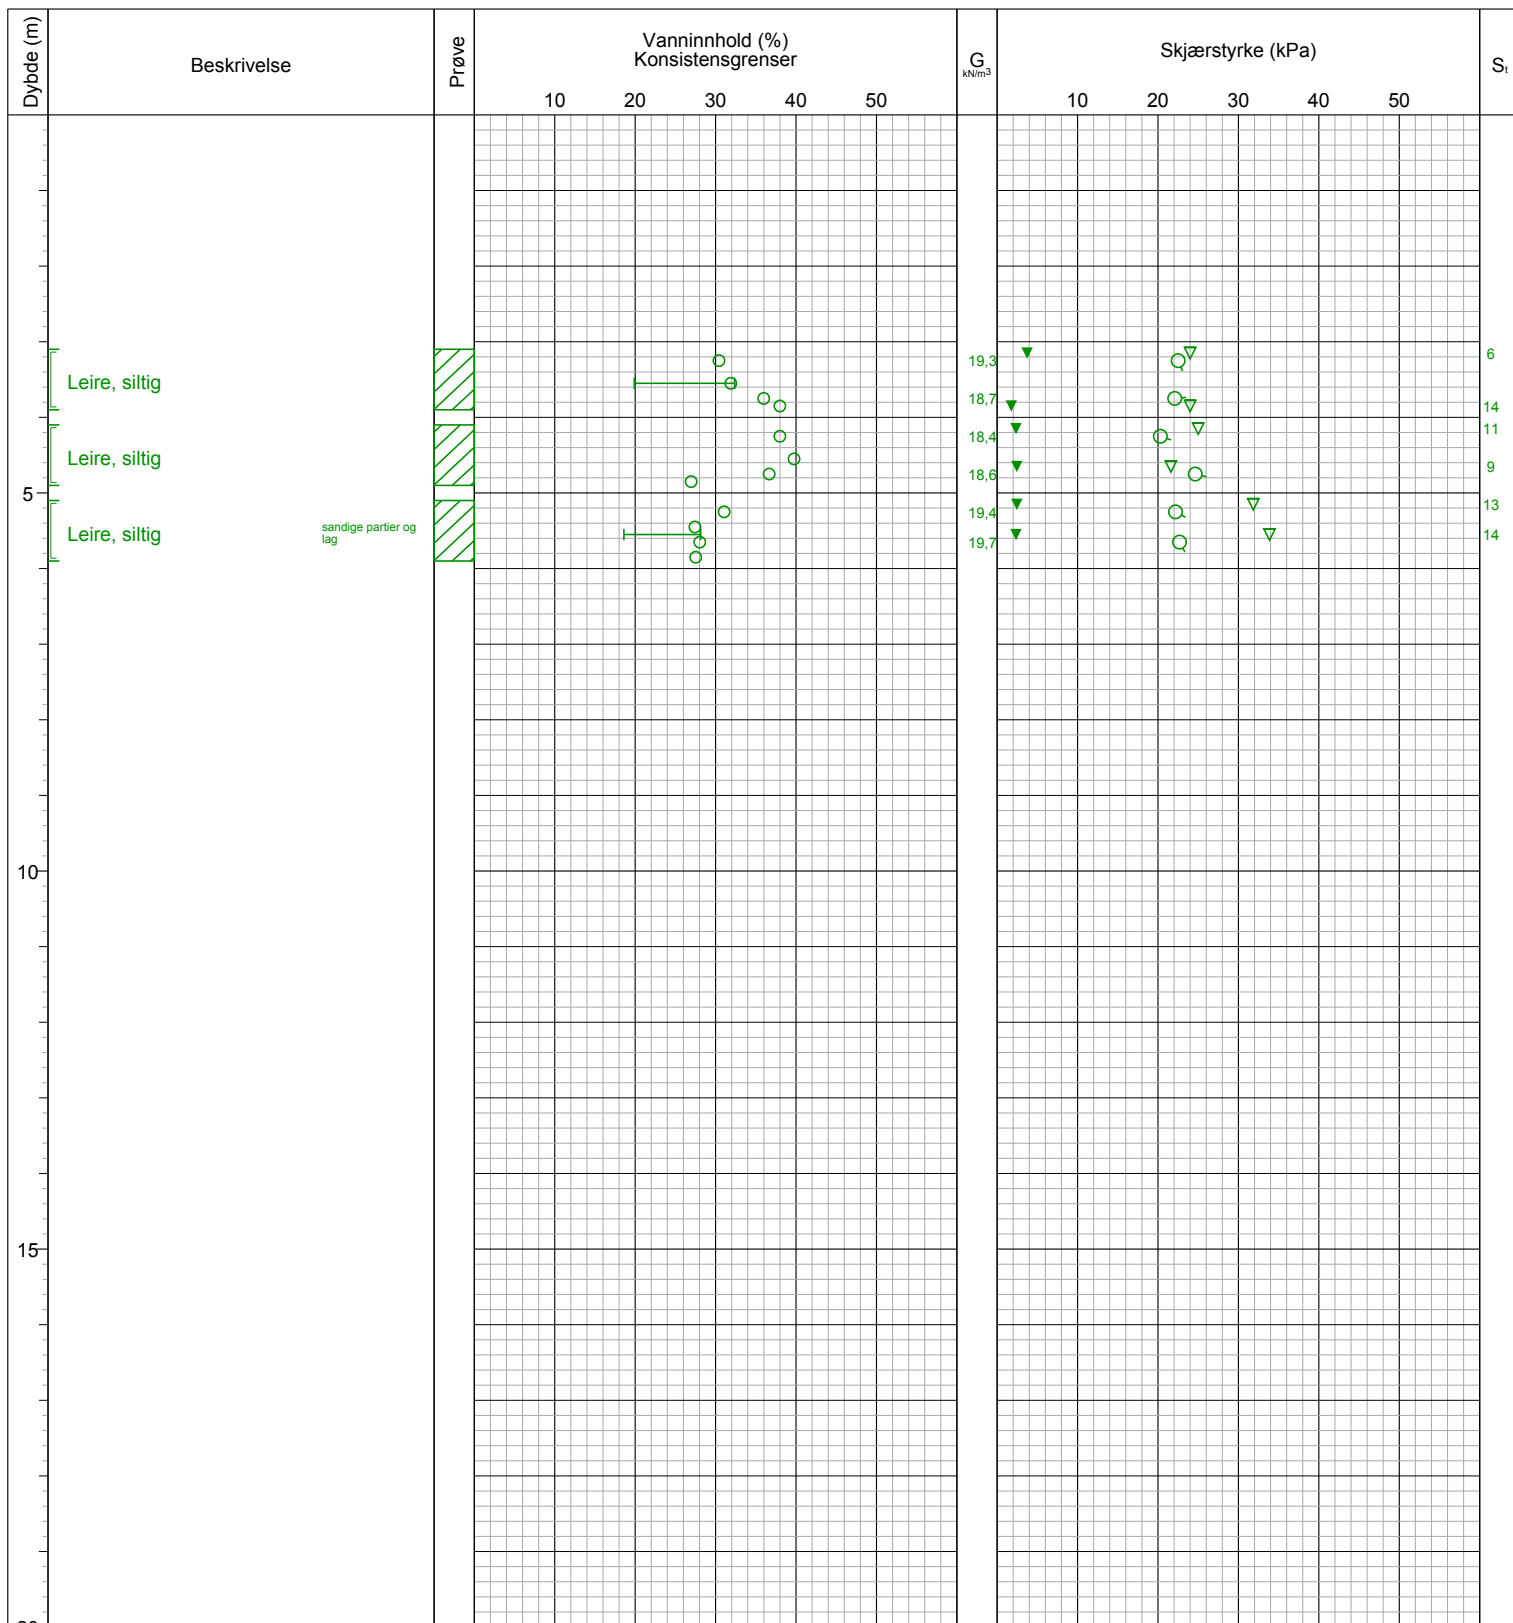 Dybde (m)
Beskrivelse
Prøve
Vanninnhold (%)
Konsistensgrenser
10 20 30 40 50
G
kN/m3
Skjærstyrke (kPa)
10 20 30 40 50
St
Leire, siltig
19,3
6
18,7
14
Leire, siltig
18,4
11
18,6
9
5
Leire, siltig
sandige partier og
lag
19,4
13
19,7
14
10
15